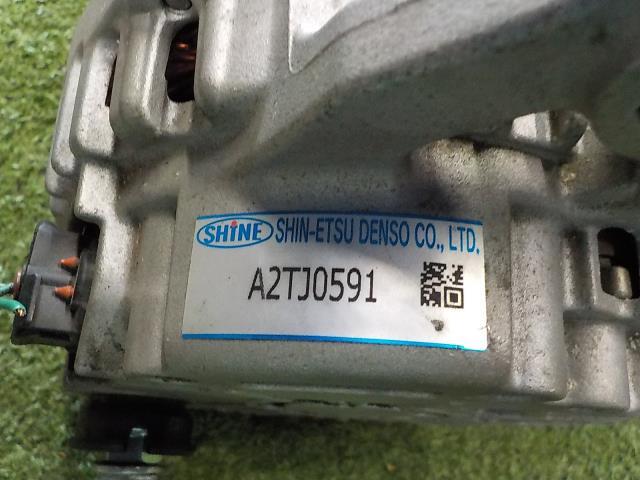 SHINE SHIN-ETSU DENSO CO., LTD.
A2TJ0591